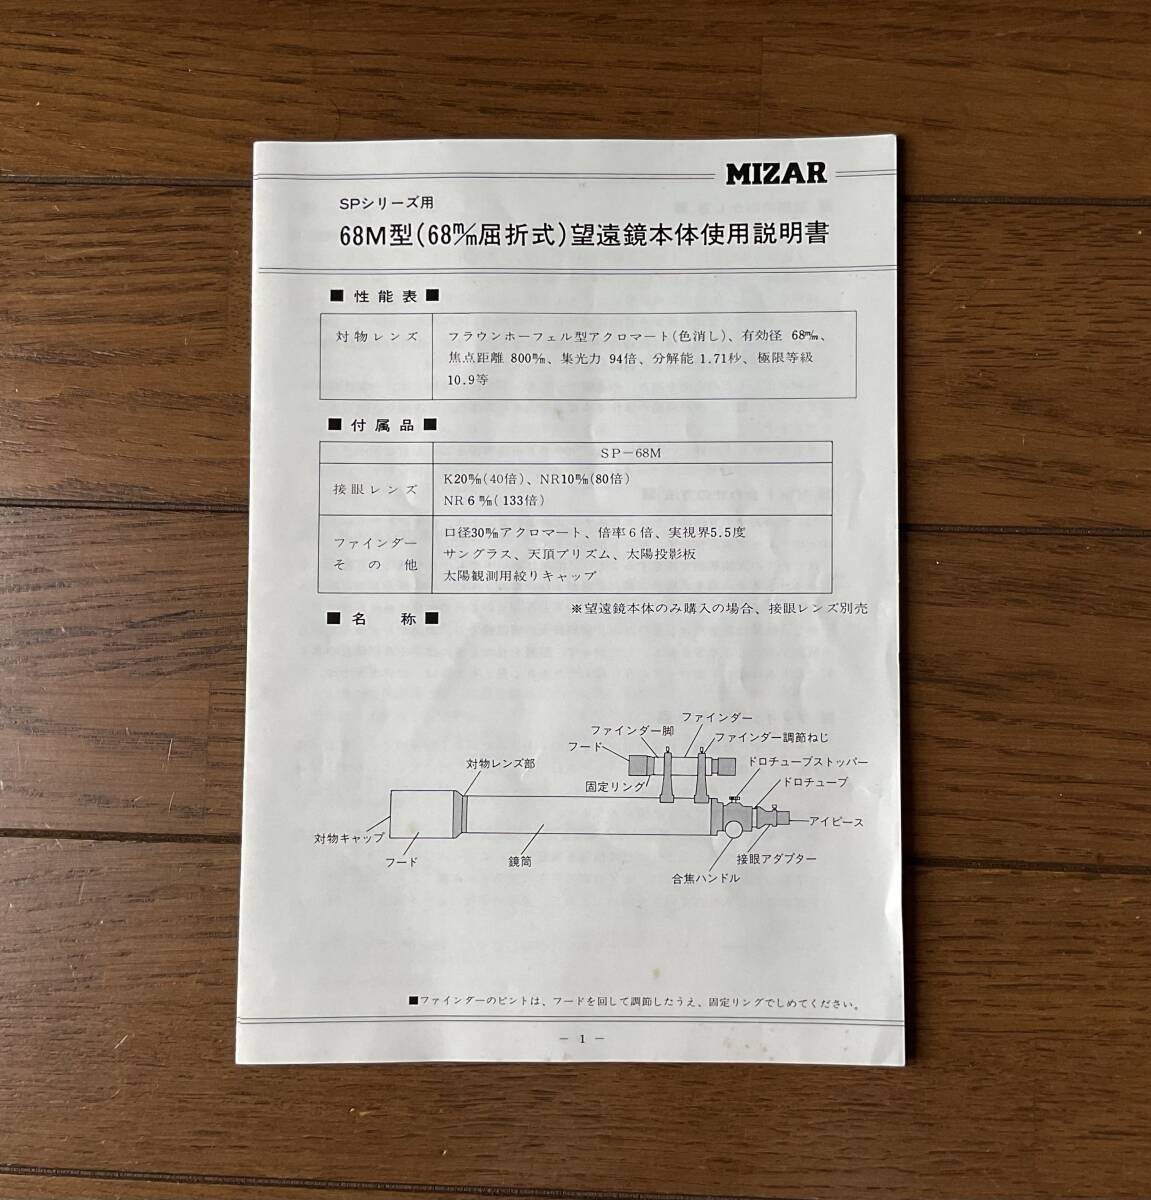 MIZAR
SPシリーズ用
68M型(68m/m屈折式)望遠鏡本体使用説明書
■ 性能表 ■
対物レンズ
フラウンホーフェル型アクロマート(色消し)、有効径 68m/m、
焦点距離 800m/m、集光力 94倍、分解能 1.71秒、極限等級
10.9等
■ 付属品 ■
SP−68M
接眼レンズ
K20m/m(40倍)、NR10m/m(80倍)
NR 6 m/m(133倍)
ファインダー
その他
口径30m/mアクロマート、倍率6倍、実視界5.5度
サングラス、天頂プリズム、太陽投影板
太陽観測用絞りキャップ
※望遠鏡本体のみ購入の場合、接眼レンズ別売
■ 名称 ■
ファインダー
ファインダー脚
ファインダー調節ねじ
フード
ドロチューブストッパー
対物レンズ部
固定リング
ドロチューブ
アイピース
対物キャップ
フード
鏡筒
接眼アダプター
合焦ハンドル
■ファインダーのピントは、フードを回して調節したうえ、固定リングでしめてください。
− 1 −